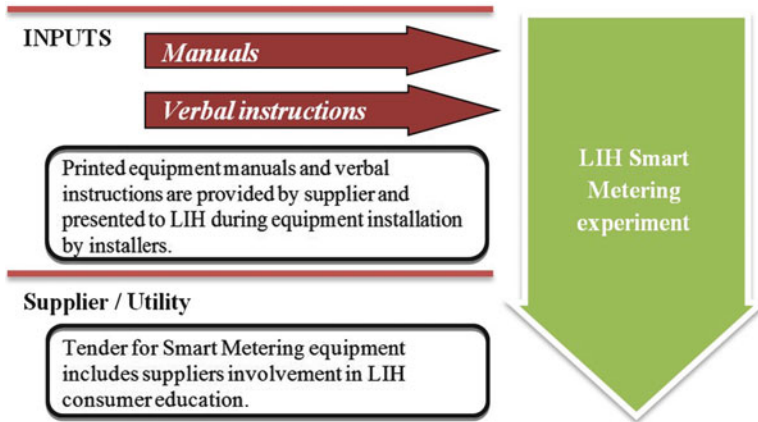 INPUTS
Manuals
Verbal instructions
Printed equipment manuals and verbal
instructions are provided by supplier and
presented to LIH during equipment installation
by installers.
LIH Smart
Metering
experiment
Supplier / Utility
Tender for Smart Metering equipment
includes suppliers involvement in LIH
consumer education.